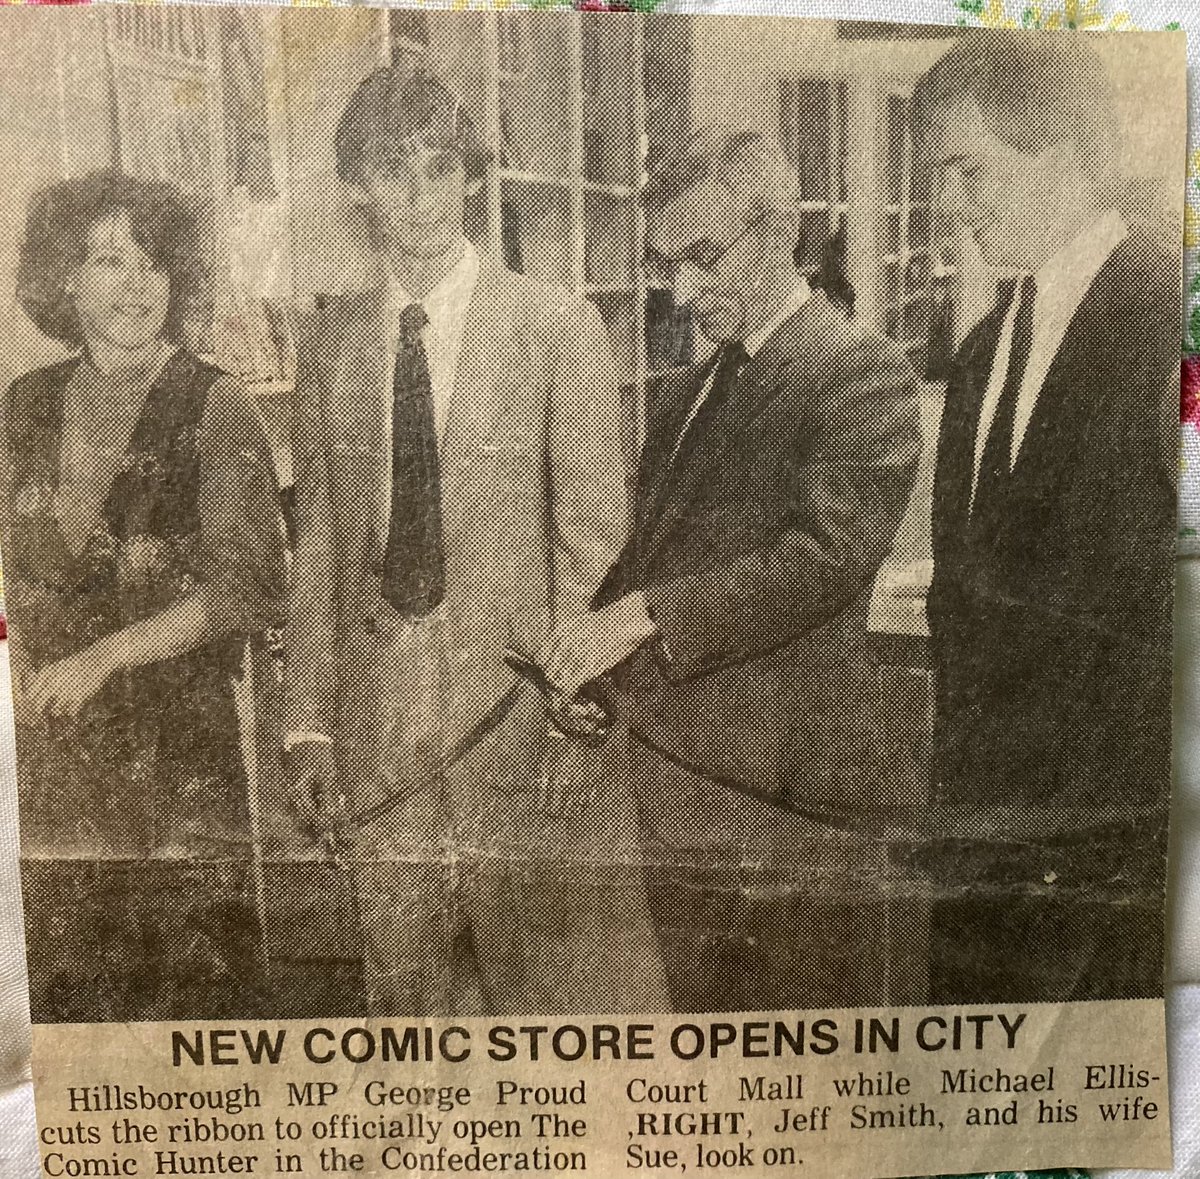 NEW COMIC STORE OPENS IN CITY
Hillsborough MP George Proud
cuts the ribbon to officially open The
Comic Hunter in the Confederation
Court Mall while Michael Ellis-
,RIGHT, Jeff Smith, and his wife
Sue, look on.